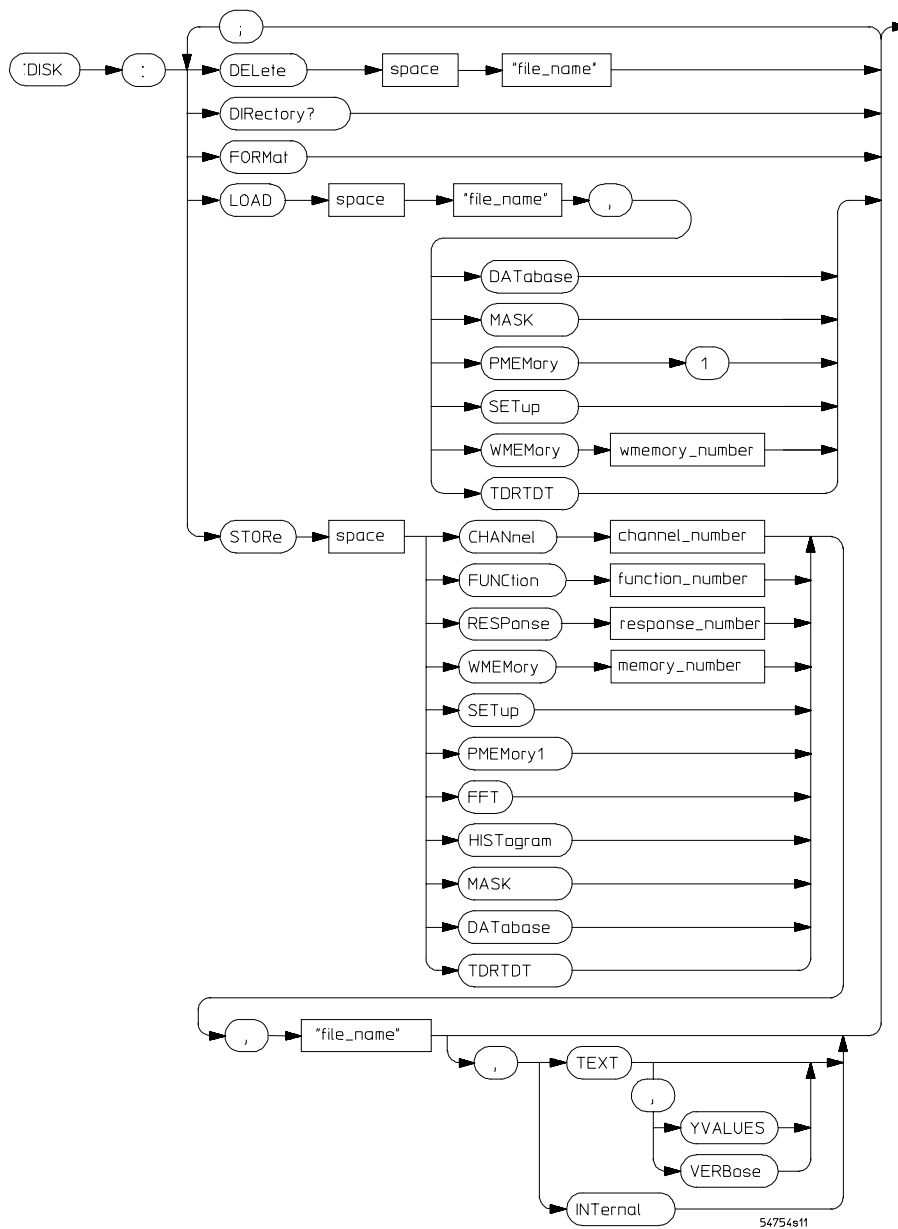 ;
:DISK : DELete space "file_name"
DIRectory?
FORMat
LOAD space "file_name" ,
DATabase
MASK
PMEMory 1
SETup
WMEMory wmemory_number
TDRTDT
STORe space CHANnel channel_number
FUNCtion function_number
RESPonse response_number
WMEMory memory_number
SETup
PMEMory1
FFT
HISTogram
MASK
DATabase
TDRTDT
, "file_name"
, TEXT
,
YVALUES
VERBose
INTernal
54754s11